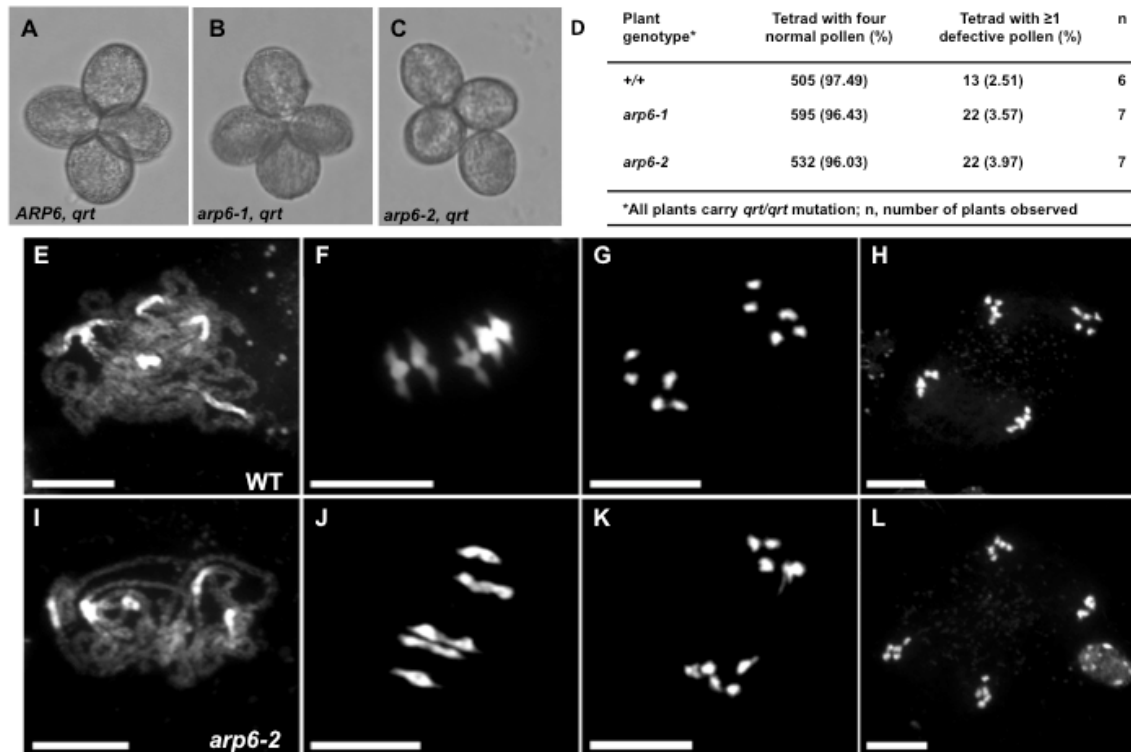 A
ARP6, qrt
B
arp6-1, qrt
C
arp6-2, qrt
D
Plant genotype* Tetrad with four normal pollen (%) Tetrad with ≥1 defective pollen (%) n
+/+ 505 (97.49) 13 (2.51) 6
arp6-1 595 (96.43) 22 (3.57) 7
arp6-2 532 (96.03) 22 (3.97) 7
*All plants carry qrt/qrt mutation; n, number of plants observed
E
WT
F
G
H
I
arp6-2
J
K
L